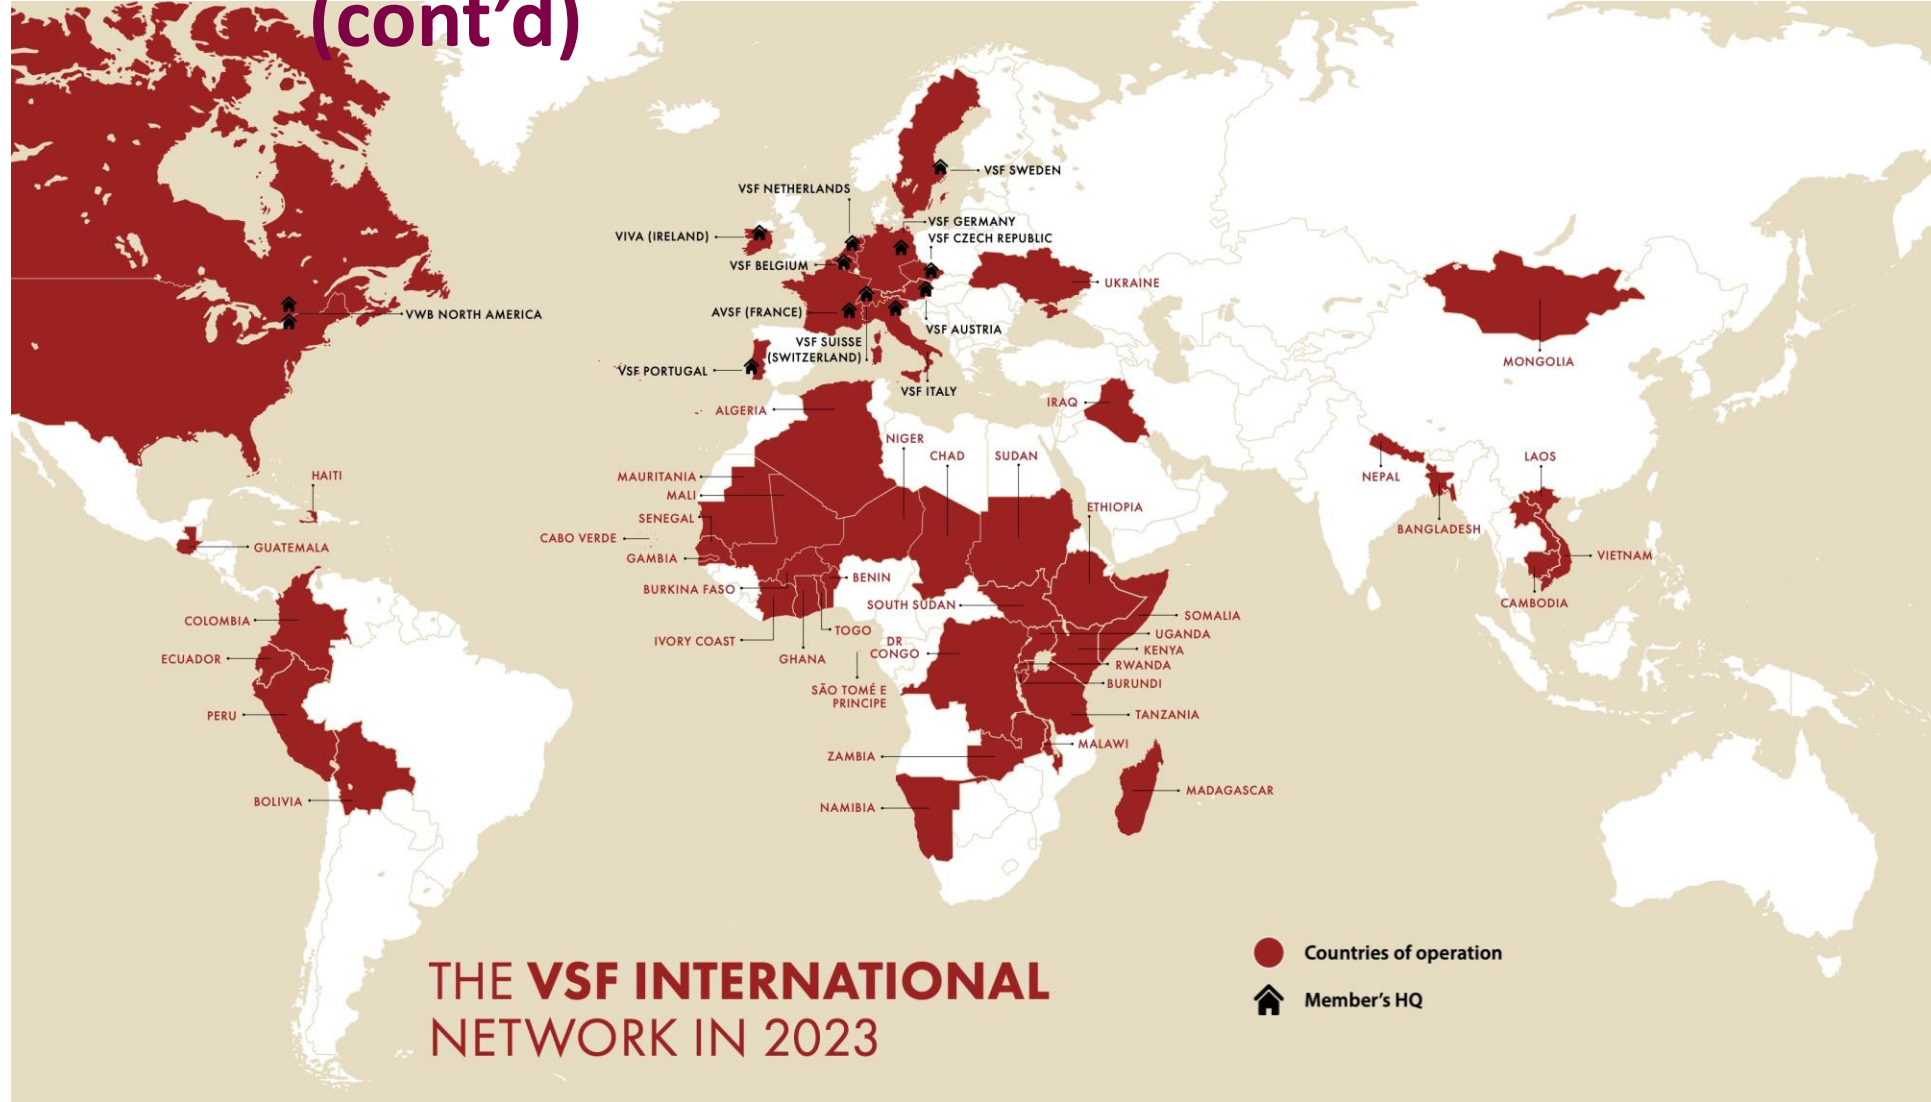 (cont’d)
VSF SWEDEN
VSF NETHERLANDS
VSF GERMANY
VIVA (IRELAND)
VSF CZECH REPUBLIC
VSF BELGIUM
UKRAINE
VWB NORTH AMERICA
AVSF (FRANCE)
VSF AUSTRIA
VSF SUISSE
(SWITZERLAND)
MONGOLIA
VSF PORTUGAL
VSF ITALY
IRAQ
ALGERIA
NIGER
CHAD
SUDAN
LAOS
HAITI
MAURITANIA
NEPAL
MALI
ETHIOPIA
SENEGAL
BANGLADESH
CABO VERDE
GUATEMALA
GAMBIA
VIETNAM
BENIN
BURKINA FASO
CAMBODIA
SOUTH SUDAN
SOMALIA
COLOMBIA
TOGO
UGANDA
IVORY COAST
DR
CONGO
KENYA
ECUADOR
GHANA
RWANDA
BURUNDI
SÃO TOMÉ E
PRINCIPE
PERU
TANZANIA
MALAWI
ZAMBIA
MADAGASCAR
BOLIVIA
NAMIBIA
THE VSF INTERNATIONAL
NETWORK IN 2023
Countries of operation
Member’s HQ